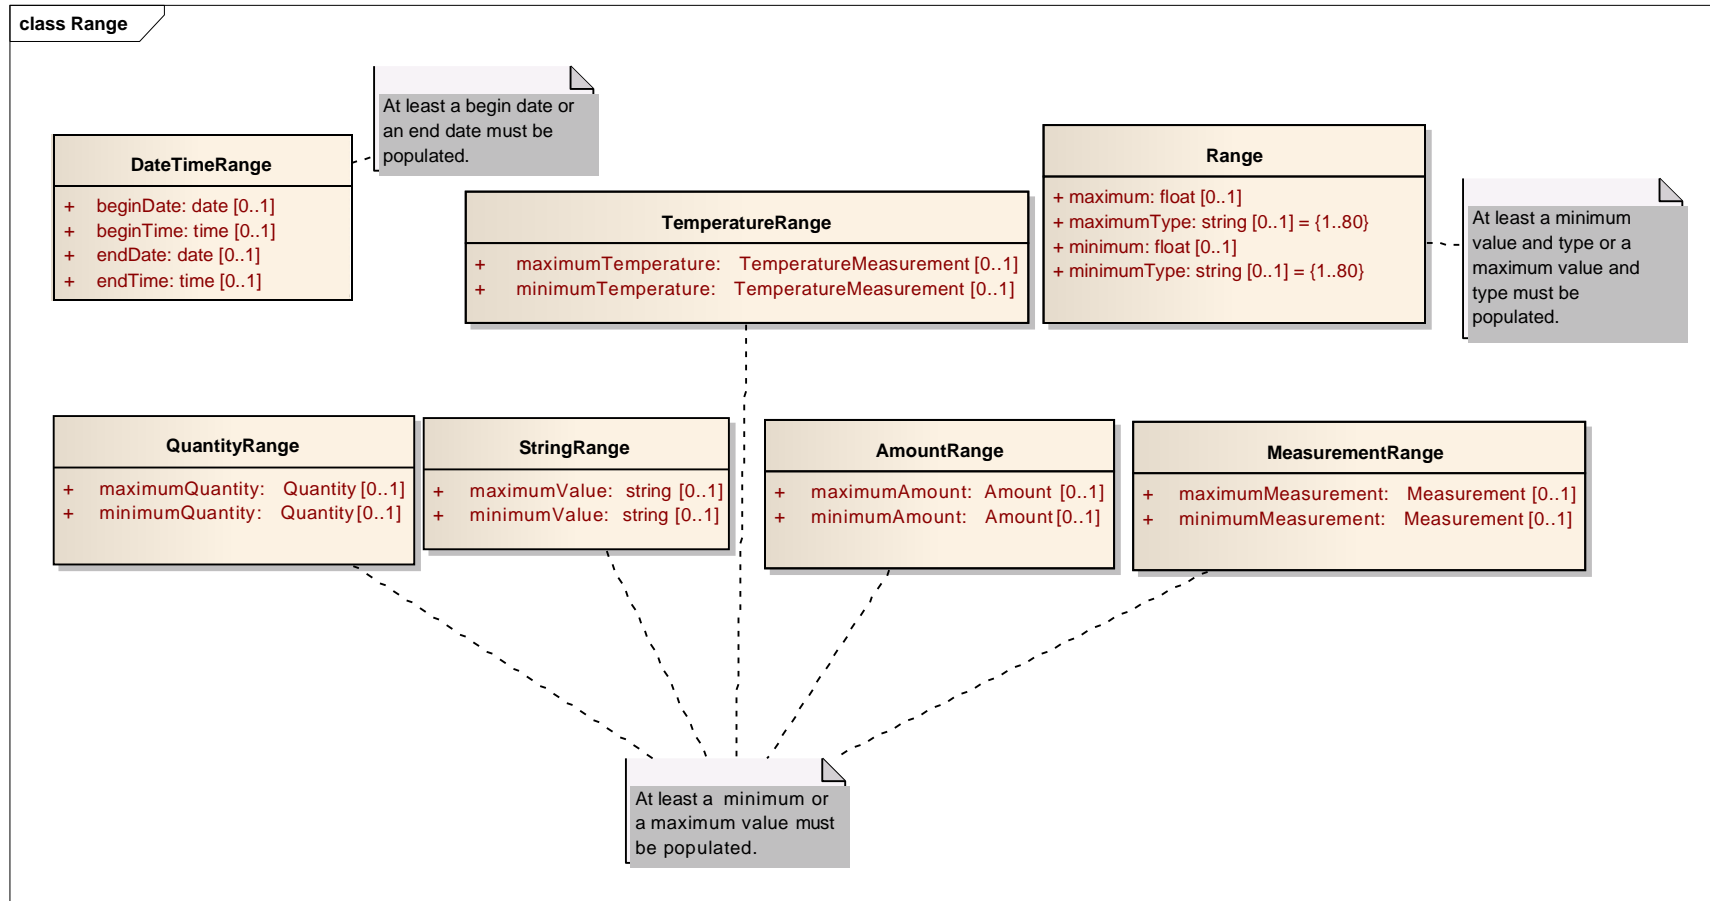 class Range
At least a begin date or
an end date must be
populated.
DateTimeRange
+ beginDate: date [0..1]
+ beginTime: time [0..1]
+ endDate: date [0..1]
+ endTime: time [0..1]
TemperatureRange
+ maximumTemperature: TemperatureMeasurement [0..1]
+ minimumTemperature: TemperatureMeasurement [0..1]
Range
+ maximum: float [0..1]
+ maximumType: string [0..1] = {1..80}
+ minimum: float [0..1]
+ minimumType: string [0..1] = {1..80}
At least a minimum
value and type or a
maximum value and
type must be
populated.
QuantityRange
+ maximumQuantity: Quantity [0..1]
+ minimumQuantity: Quantity [0..1]
StringRange
+ maximumValue: string [0..1]
+ minimumValue: string [0..1]
AmountRange
+ maximumAmount: Amount [0..1]
+ minimumAmount: Amount [0..1]
MeasurementRange
+ maximumMeasurement: Measurement [0..1]
+ minimumMeasurement: Measurement [0..1]
At least a minimum or
a maximum value must
be populated.